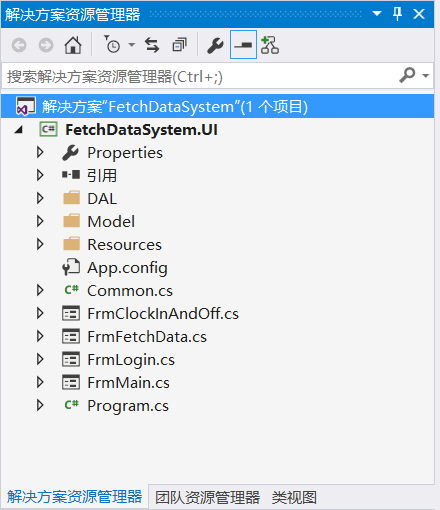 解决方案资源管理器
搜索解决方案资源管理器(Ctrl+;)
解决方案"FetchDataSystem"(1 个项目)
C# FetchDataSystem.UI
Properties
引用
DAL
Model
Resources
App.config
C# Common.cs
FrmClockInAndOff.cs
FrmFetchData.cs
FrmLogin.cs
FrmMain.cs
C# Program.cs
解决方案资源管理器 团队资源管理器 类视图